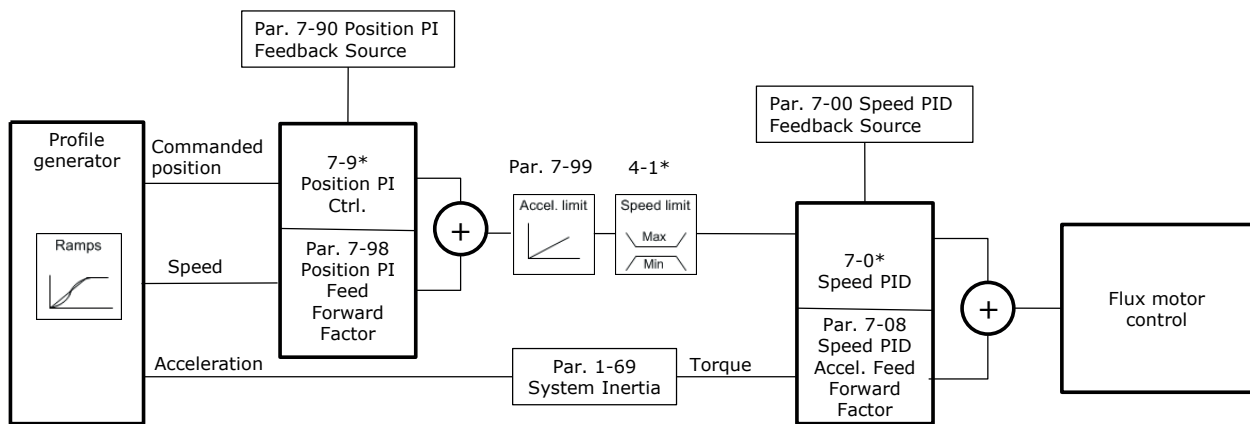 Par. 7-90 Position PI
Feedback Source
Par. 7-00 Speed PID
Feedback Source
Profile
generator
Ramps
Commanded
position
Speed
Acceleration
7-9*
Position PI
Ctrl.
Par. 7-98
Position PI
Feed
Forward
Factor
+
Par. 7-99
Accel. limit
4-1*
Speed limit
Max
Min
Par. 1-69
System Inertia
Torque
7-0*
Speed PID
Par. 7-08
Speed PID
Accel. Feed
Forward
Factor
+
Flux motor
control